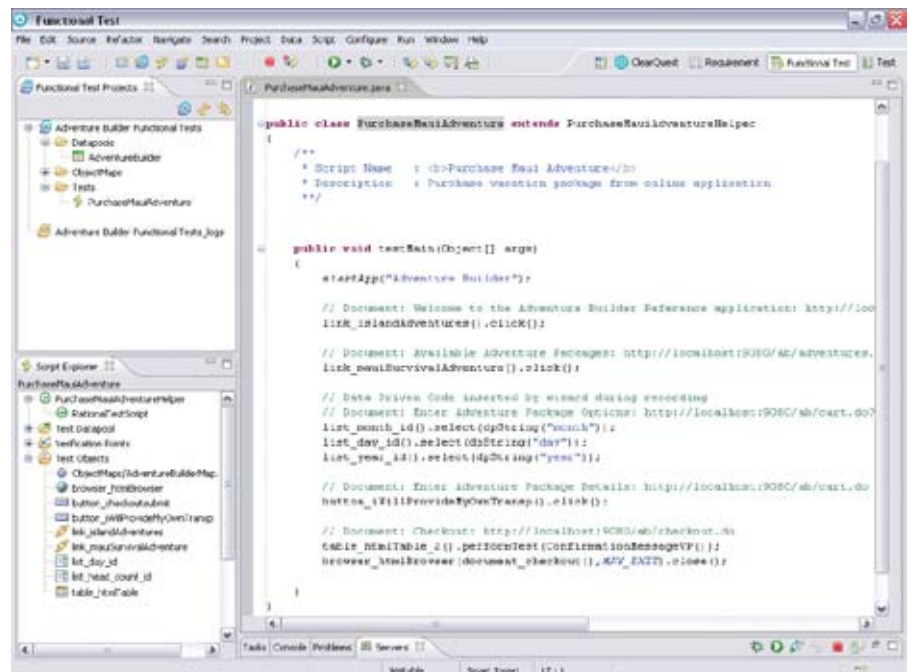 Functional Test
File Edit Source Refactor Navigate Search Project Data Script Configure Run Window Help
ClearQuest Requirement Functional Test Test
Functional Test Projects
Adventure Builder Functional Tests
Datapools
AdventureBuilder
ObjectMaps
Tests
PurchaseMauiAdventure
Adventure Builder Functional Tests_logs
Script Explorer
PurchaseMauiAdventure
PurchaseMauiAdventureHelper
RationalTestScript
Test Datapool
Verification Points
Test Objects
ObjectMaps/AdventureBuilderMap.
browser_htmlBrowser
button_checkoutsubmit
button_iWillProvideMyOwnTransp
link_islandAdventures
link_mauiSurvivalAdventure
list_day_id
list_head_count_id
table_htmlTable
PurchaseMauiAdventure.java
public class PurchaseMauiAdventure extends PurchaseMauiAdventureHelper
{
/**
* Script Name : <b>Purchase Maui Adventure</b>
* Description : Purchase vacation package from online application
**/
public void testMain(Object[] args)
{
startApp("Adventure Builder");
// Document: Welcome to the Adventure Builder Reference application: http://loc
link_islandAdventures().click();
// Document: Available Adventure Packages: http://localhost:9080/ab/adventures.
link_mauiSurvivalAdventure().click();
// Data Driven Code inserted by wizard during recording
// Document: Enter Adventure Package Options: http://localhost:9080/ab/cart.do?
list_month_id().select(dpString("month"));
list_day_id().select(dpString("day"));
list_year_id().select(dpString("year"));
// Document: Enter Adventure Package Details: http://localhost:9080/ab/cart.do
button_iWillProvideMyOwnTransp().click();
// Document: Checkout: http://localhost:9080/ab/checkout.do
table_htmlTable_2().performTest(ConfirmationMessageVP());
browser_htmlBrowser(document_checkout(),MAY_EXIT).close();
}
}
Tasks Console Problems Servers
Writable Smart Insert 17 : 1